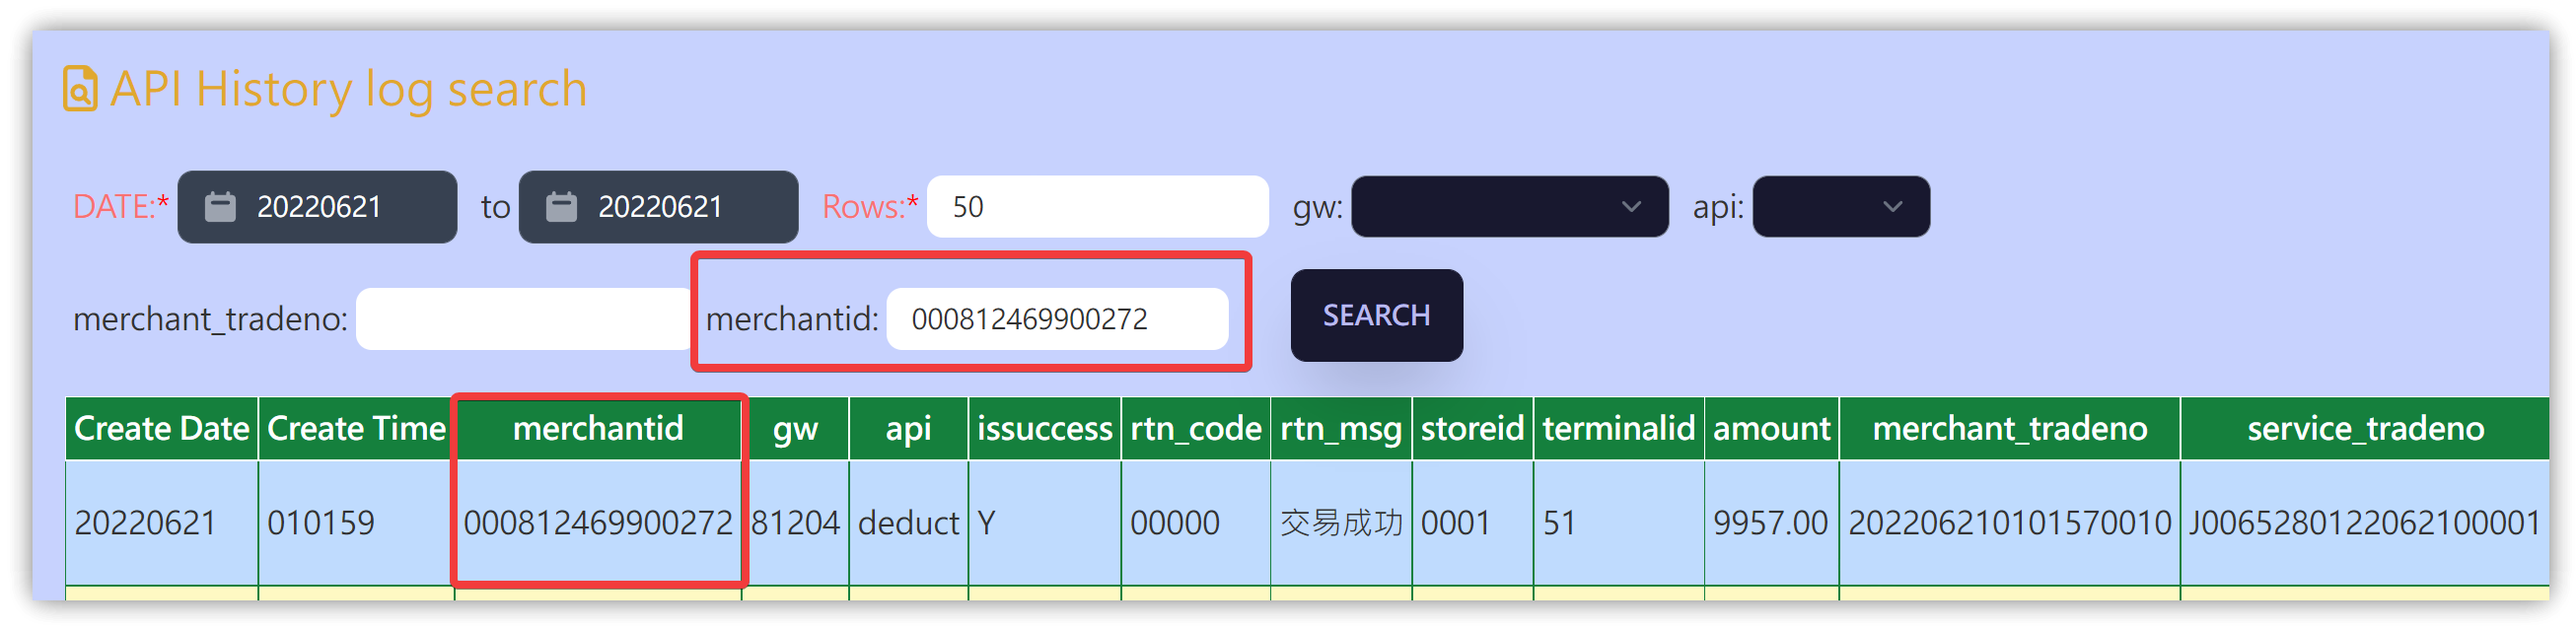 API History log search
DATE:* 20220621 to 20220621 Rows:* 50 gw: api:
merchant_tradeno: merchantid: 000812469900272 SEARCH
Create Date Create Time merchantid gw api issuccess rtn_code rtn_msg storeid terminalid amount merchant_tradeno service_tradeno
20220621 010159 000812469900272 81204 deduct Y 00000 交易成功 0001 51 9957.00 202206210101570010 J0065280122062100001